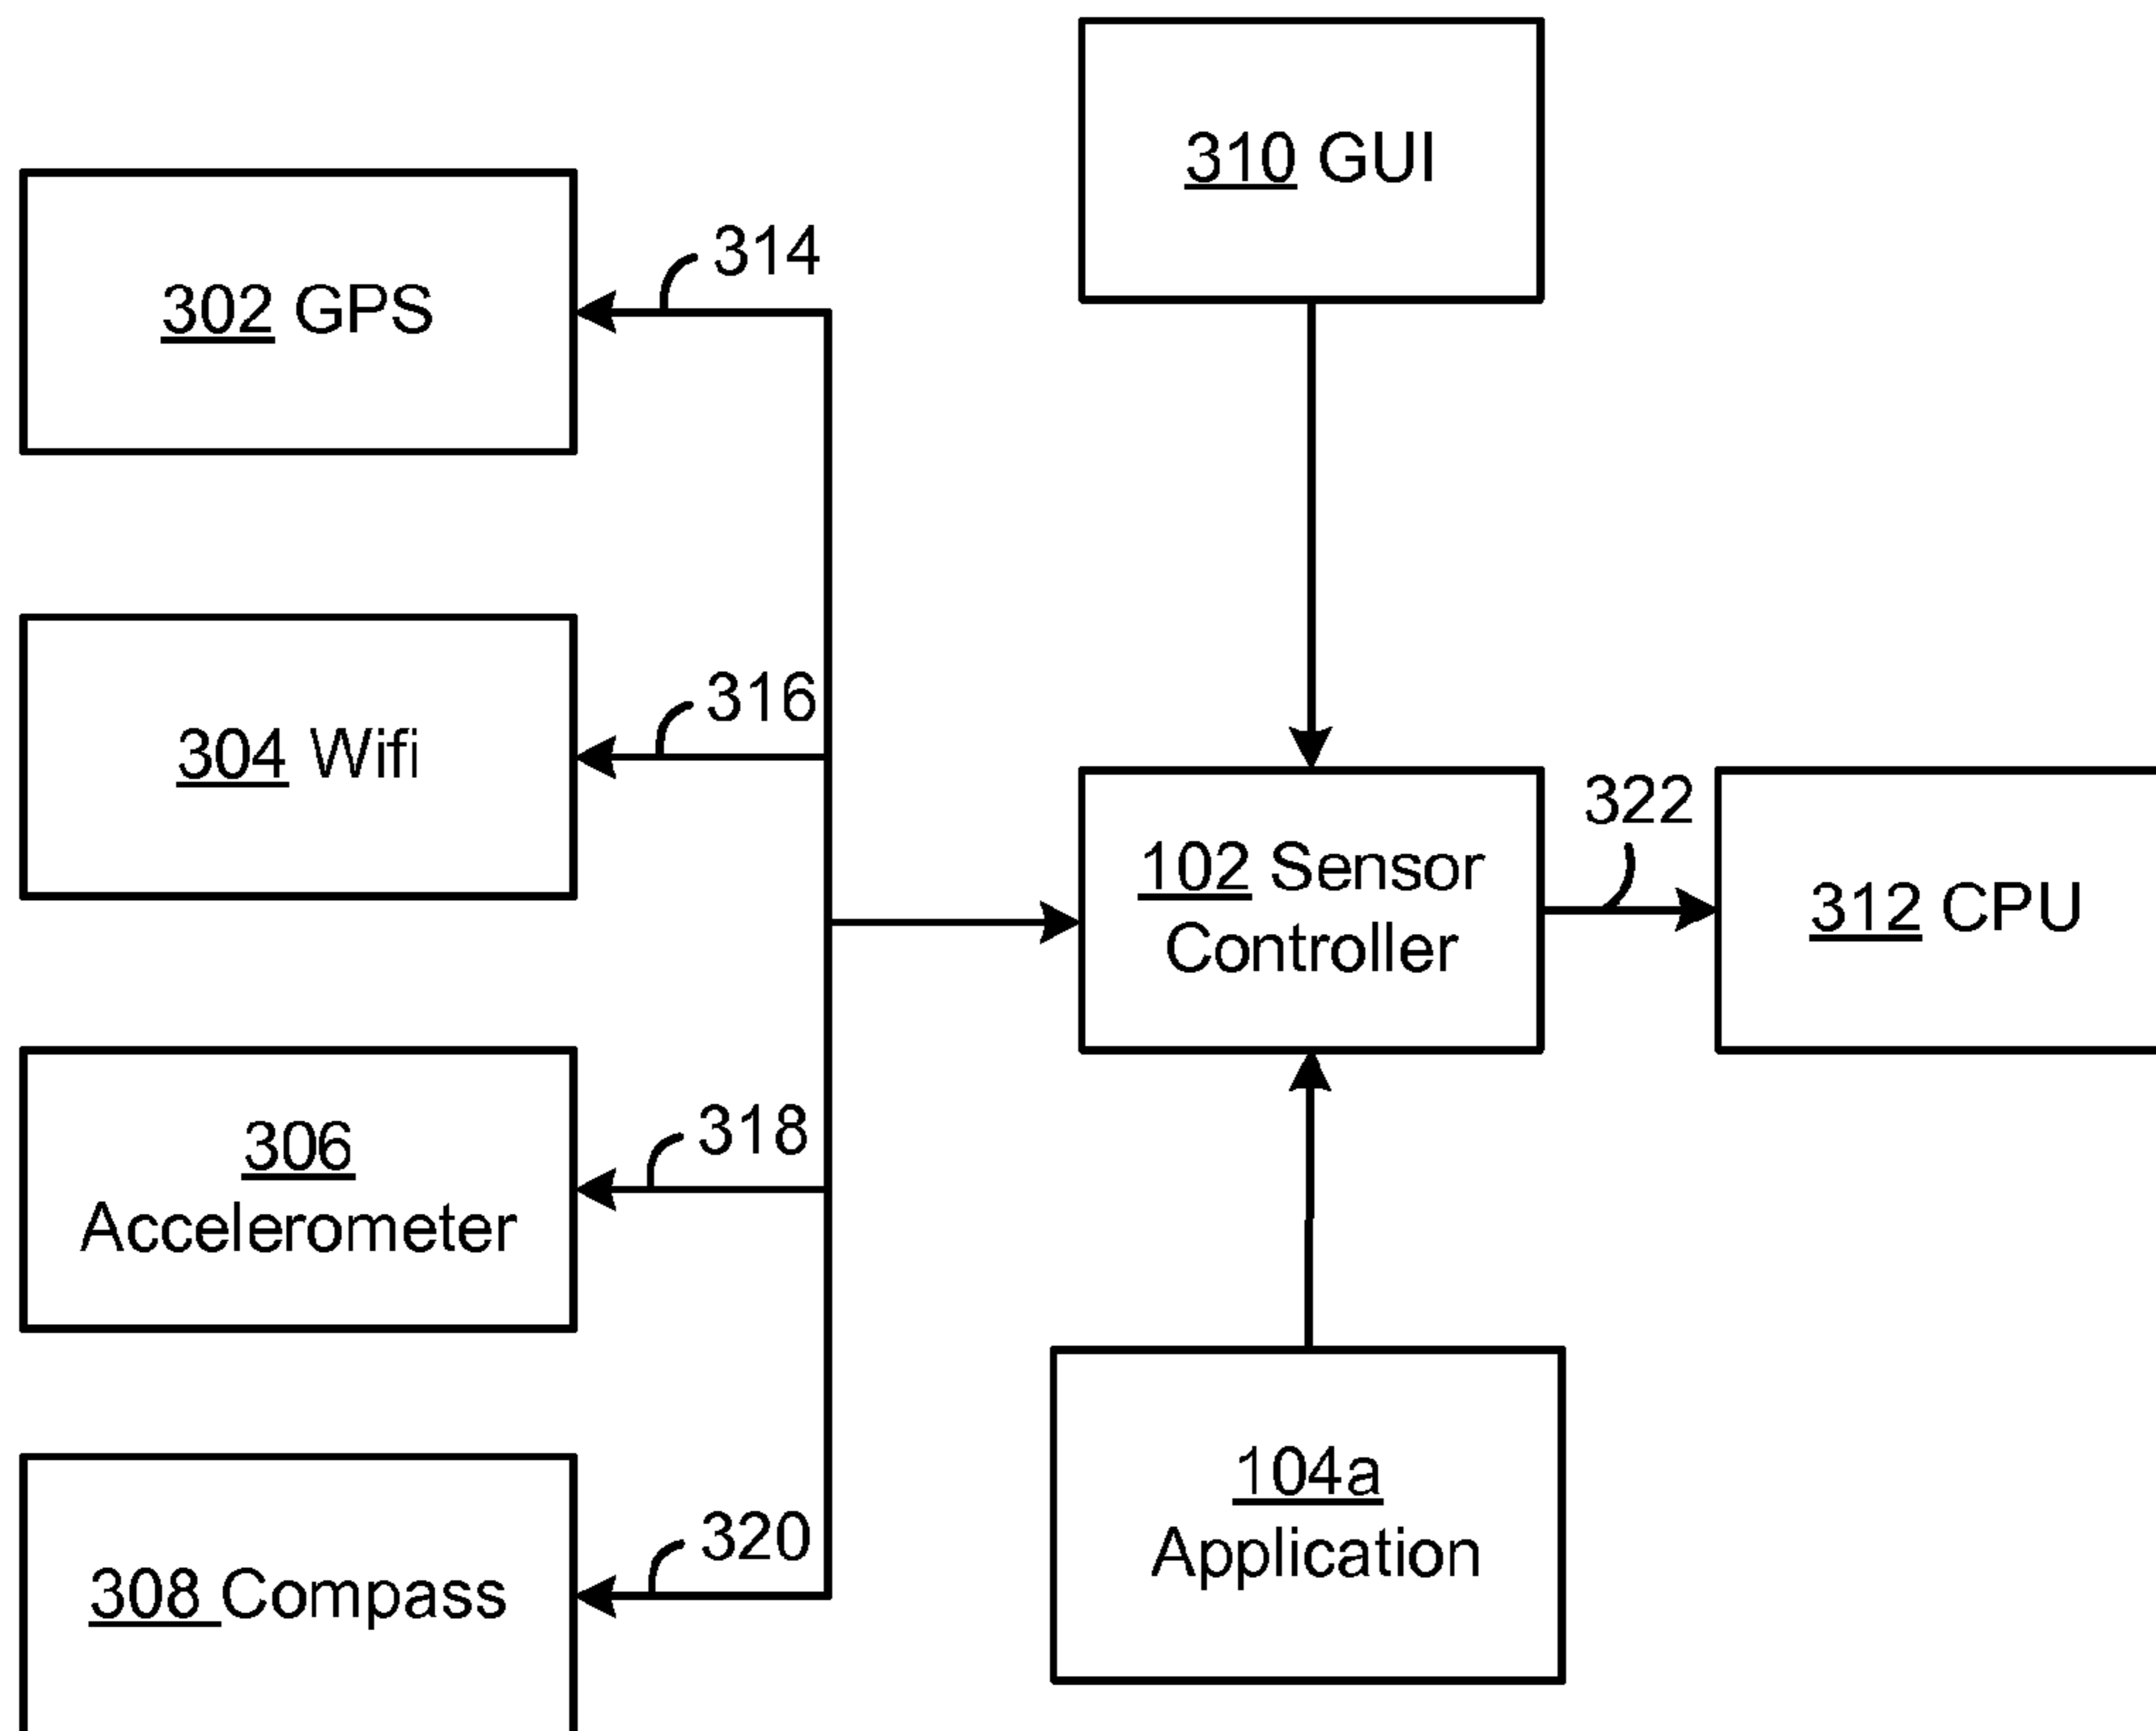 310 GUI
302 GPS
314
304 Wifi
316
102 Sensor
Controller
322
312 CPU
306
Accelerometer
318
308 Compass
320
104a
Application